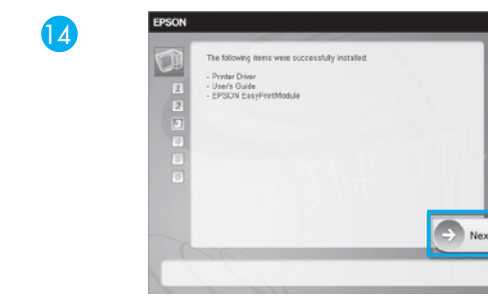 14
EPSON
The following items were successfully installed:
- Printer Driver
- User's Guide
- EPSON EasyPrintModule
1
2
3
4
5
6
Nex